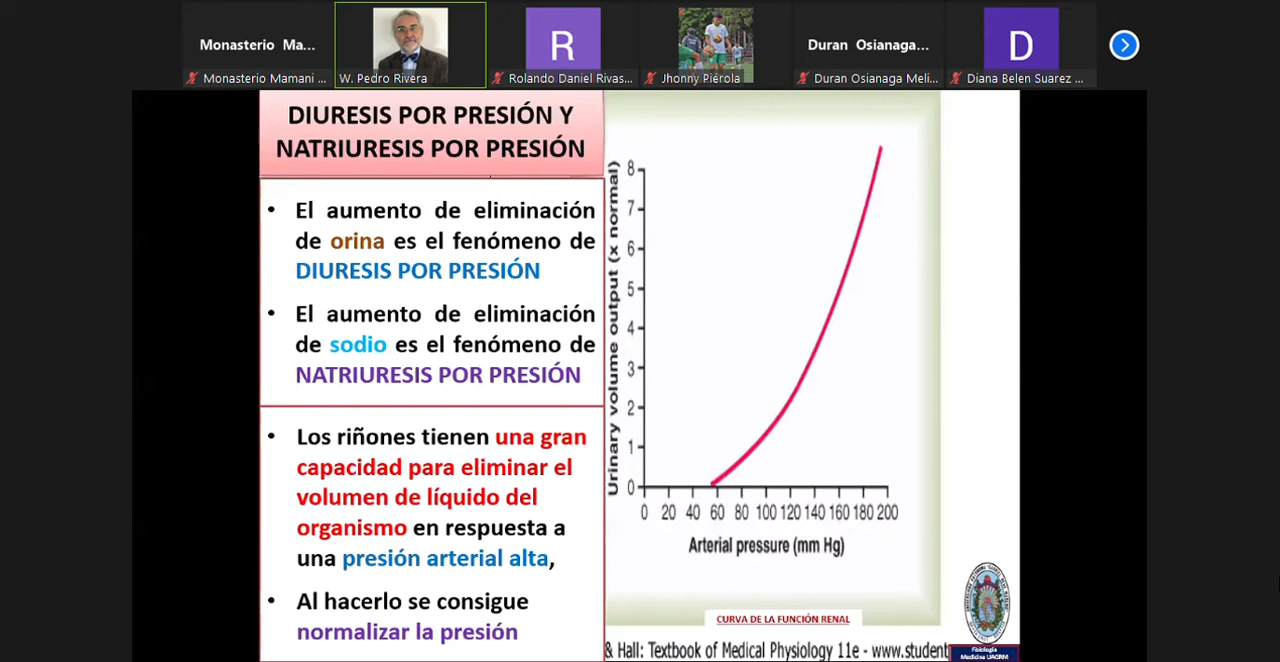 Monasterio Ma...
R
Duran Osianaga...
D
Monasterio Mamani ...
W. Pedro Rivera
Rolando Daniel Rivas...
Jhonny Piérola
Duran Osianaga Meli...
Diana Belen Suarez ...
DIURESIS POR PRESIÓN Y
NATRIURESIS POR PRESIÓN
• El aumento de eliminación
de orina es el fenómeno de
DIURESIS POR PRESIÓN
• El aumento de eliminación
de sodio es el fenómeno de
NATRIURESIS POR PRESIÓN
• Los riñones tienen una gran
capacidad para eliminar el
volumen de líquido del
organismo en respuesta a
una presión arterial alta,
• Al hacerlo se consigue
normalizar la presión
Urinary volume output (x normal)
8
7
6
5
4
3
2
1
0
0 20 40 60 80 100 120 140 160 180 200
Arterial pressure (mm Hg)
CURVA DE LA FUNCIÓN RENAL
& Hall: Textbook of Medical Physiology 11e - www.student
Fisiología
Medicina UAGRM